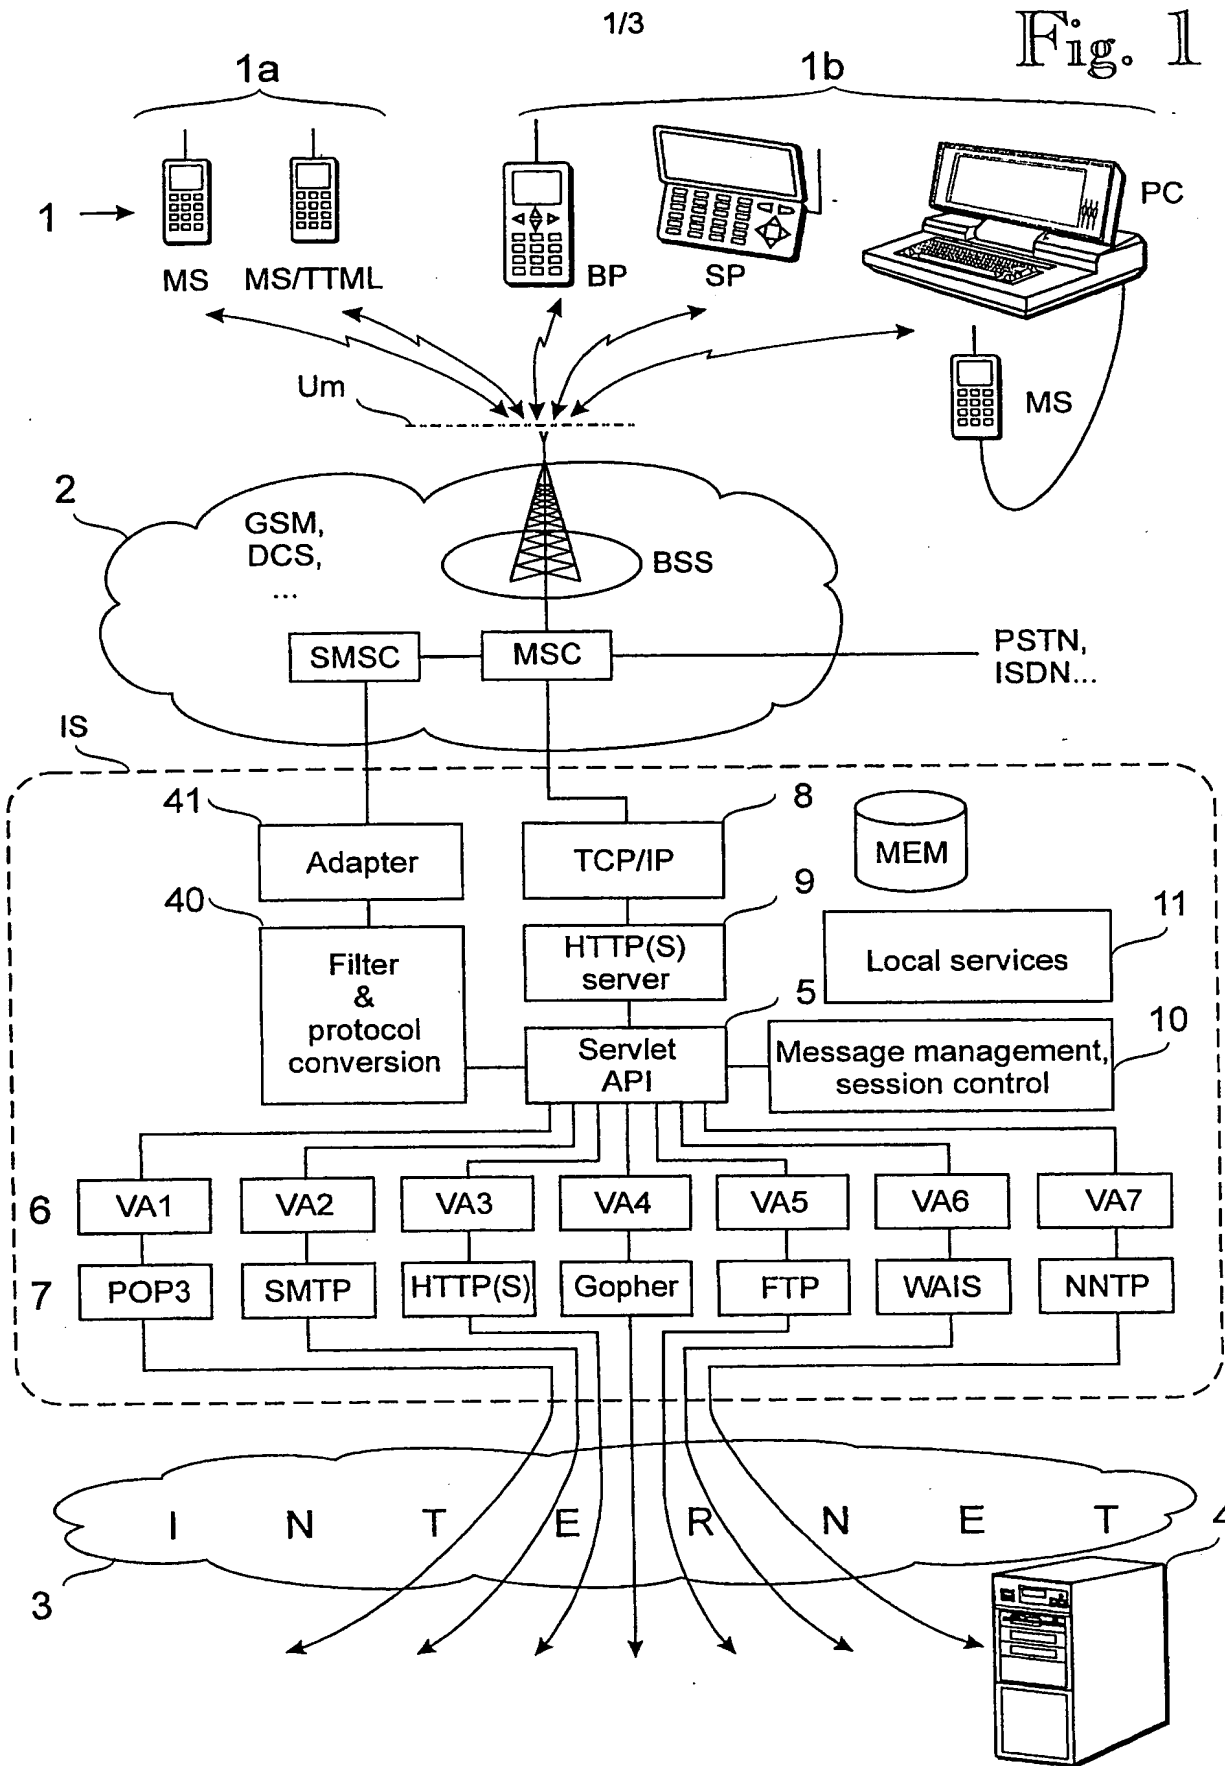 1/3
Fig. 1
1a
1b
1
MS
MS/TTML
BP
SP
PC
MS
Um
2
GSM,
DCS,
...
BSS
SMSC
MSC
PSTN,
ISDN...
IS
41
Adapter
8
TCP/IP
MEM
40
Filter
&
protocol
conversion
9
HTTP(S)
server
11
Local services
5
Servlet
API
10
Message management,
session control
6
VA1
VA2
VA3
VA4
VA5
VA6
VA7
7
POP3
SMTP
HTTP(S)
Gopher
FTP
WAIS
NNTP
I N T E R N E T
3
4